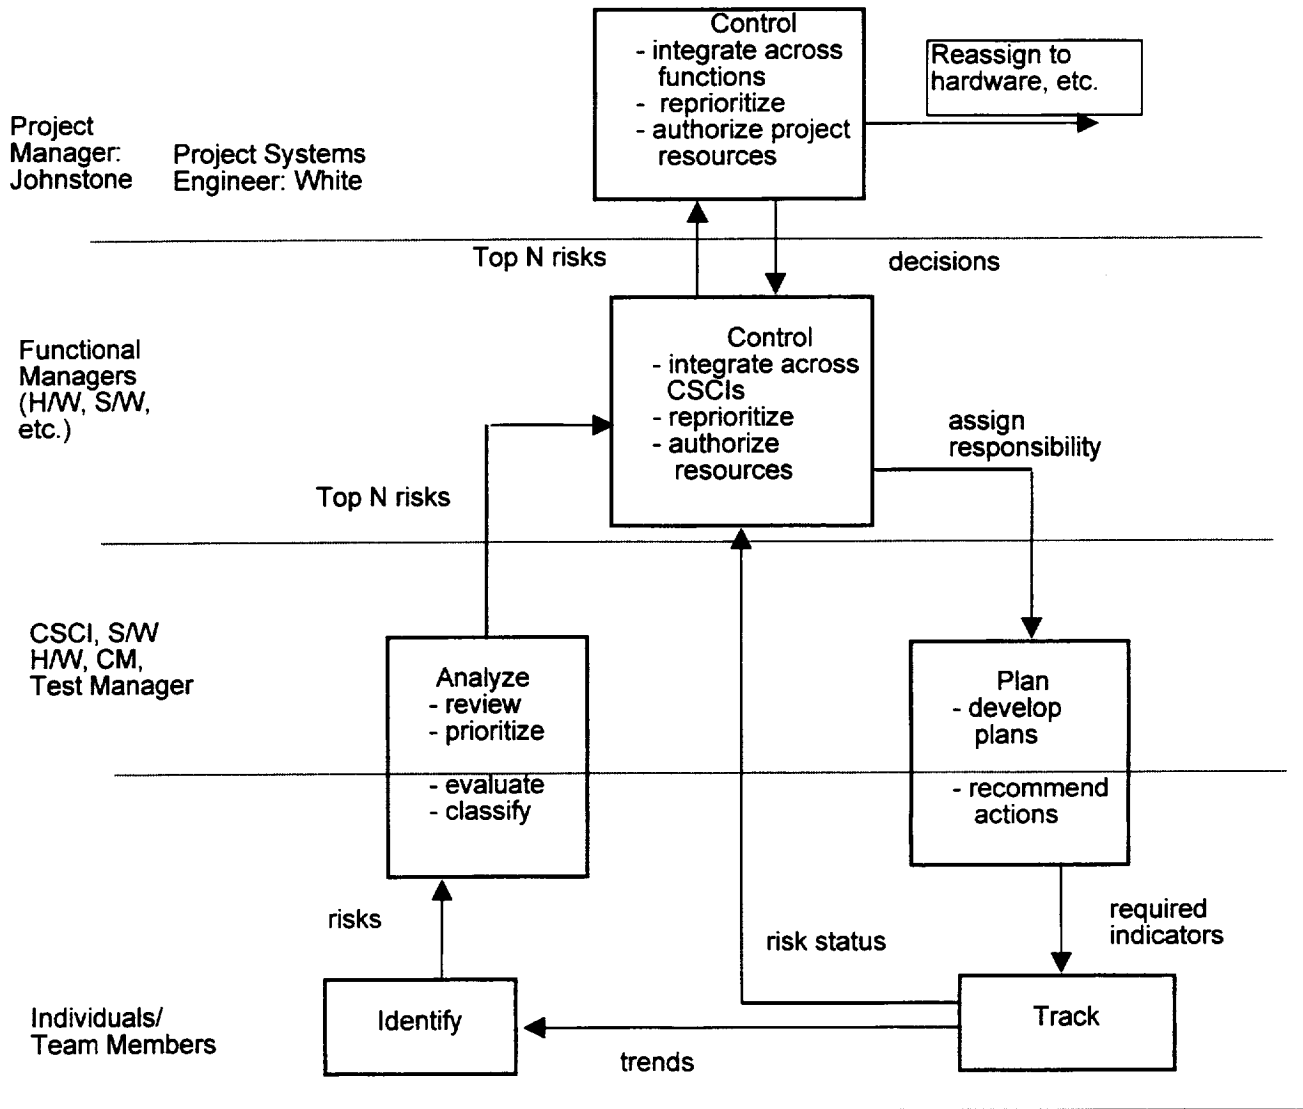 Control
- integrate across
functions
- reprioritize
- authorize project
resources
Reassign to
hardware, etc.
Project
Manager:
Johnstone
Project Systems
Engineer: White
Top N risks
decisions
Functional
Managers
(H/W, S/W,
etc.)
Control
- integrate across
CSCIs
- reprioritize
- authorize
resources
assign
responsibility
Top N risks
CSCI, S/W
H/W, CM,
Test Manager
Analyze
- review
- prioritize
- evaluate
- classify
Plan
- develop
plans
- recommend
actions
risks
risk status
required
indicators
Individuals/
Team Members
Identify
Track
trends